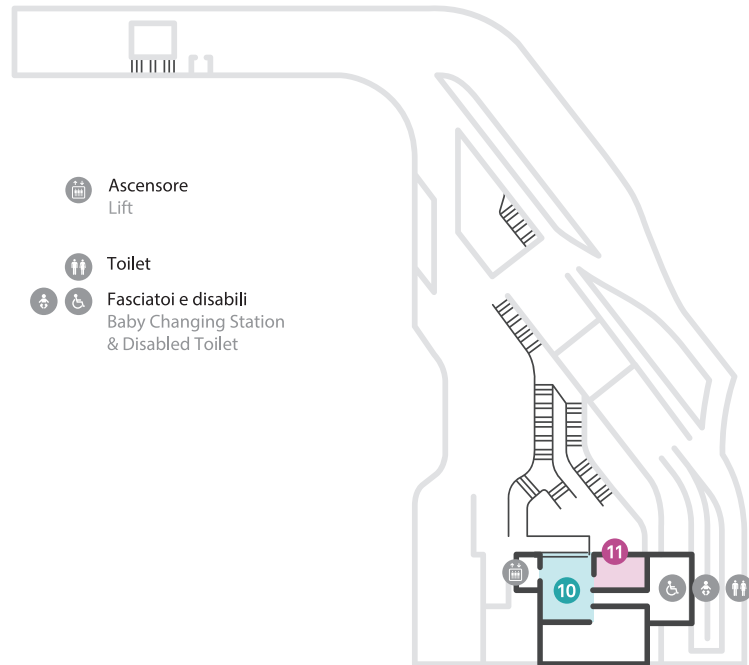 Ascensore
Lift
Toilet
Fasciatoi e disabili
Baby Changing Station
& Disabled Toilet
11
10